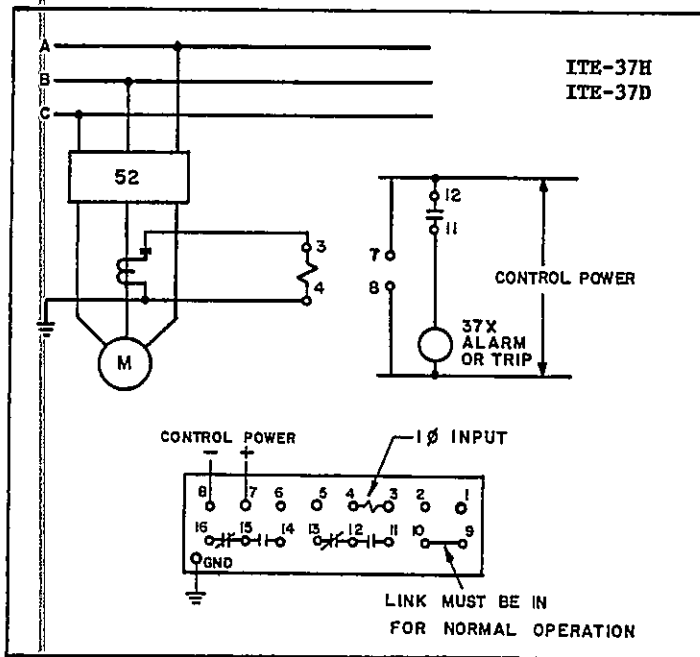 A
ITE-37H
B
ITE-37D
C
52
12
11
3
7
4
8
CONTROL POWER
37X
ALARM
OR TRIP
M
CONTROL POWER
1Ø INPUT
- +
8 7 6 5 4 3 2 1
16 15 14 13 12 11 10 9
GND
LINK MUST BE IN
FOR NORMAL OPERATION